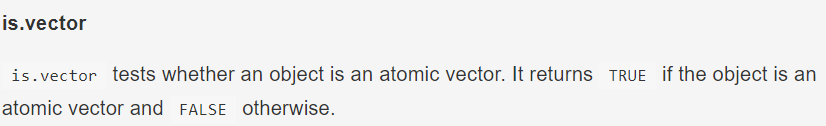 is.vector
is.vector tests whether an object is an atomic vector. It returns TRUE if the object is an
atomic vector and FALSE otherwise.